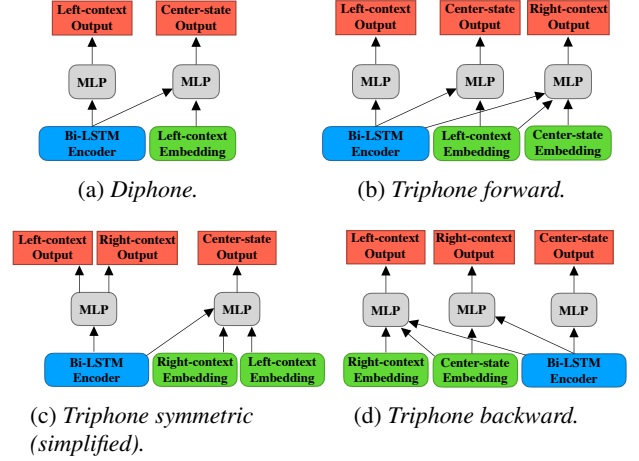 Left-context Output
Center-state Output
MLP
MLP
Bi-LSTM Encoder
Left-context Embedding
(a) Diphone.
Left-context Output
Center-state Output
Right-context Output
MLP
MLP
MLP
Bi-LSTM Encoder
Left-context Embedding
Center-state Embedding
(b) Triphone forward.
Left-context Output
Right-context Output
Center-state Output
MLP
MLP
Bi-LSTM Encoder
Right-context Embedding
Left-context Embedding
(c) Triphone symmetric
(simplified).
Left-context Output
Right-context Output
Center-state Output
MLP
MLP
MLP
Right-context Embedding
Center-state Embedding
Bi-LSTM Encoder
(d) Triphone backward.